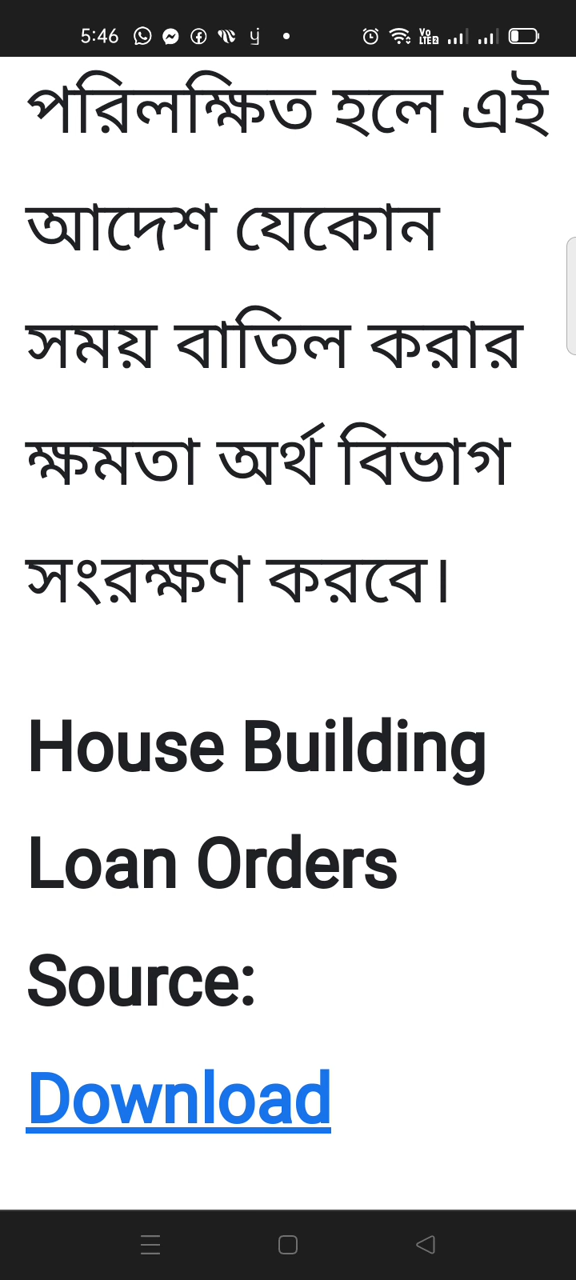 5:46
পরিলক্ষিত হলে এই
আদেশ যেকোন
সময় বাতিল করার
ক্ষমতা অর্থ বিভাগ
সংরক্ষণ করবে।
House Building
Loan Orders
Source:
Download